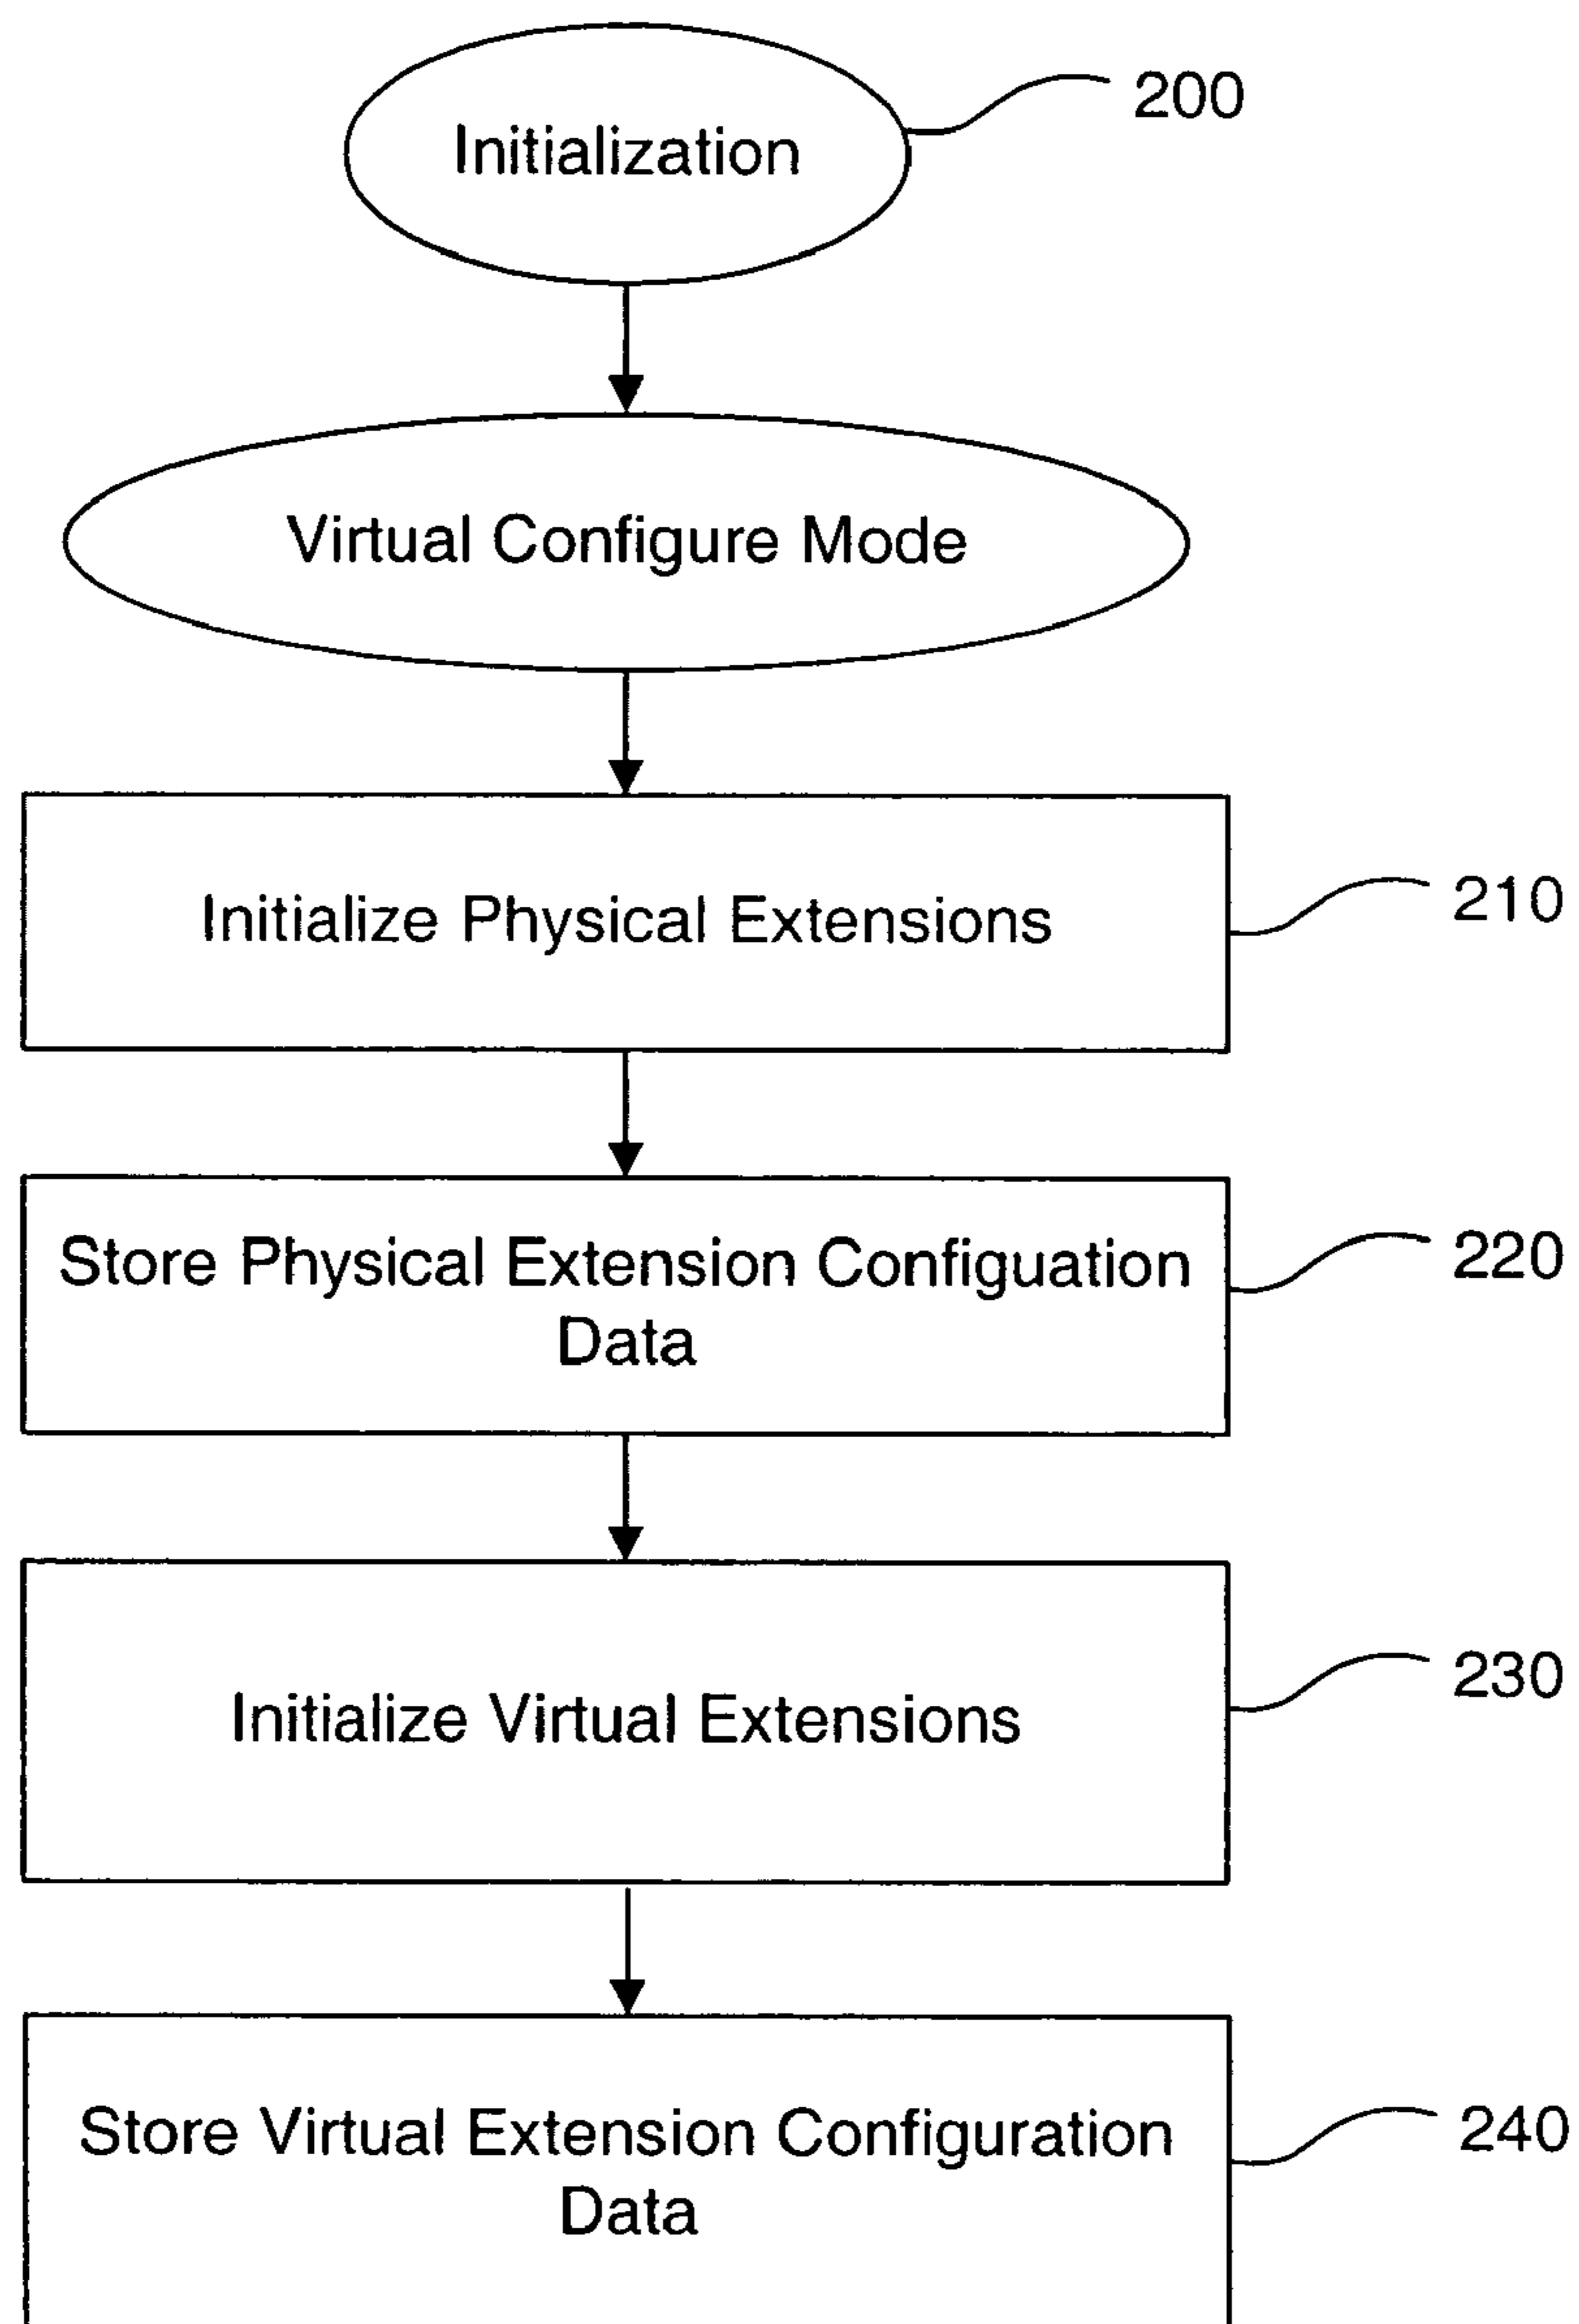 Initialization
200
Virtual Configure Mode
Initialize Physical Extensions
210
Store Physical Extension Configuation
Data
220
Initialize Virtual Extensions
230
Store Virtual Extension Configuration
Data
240